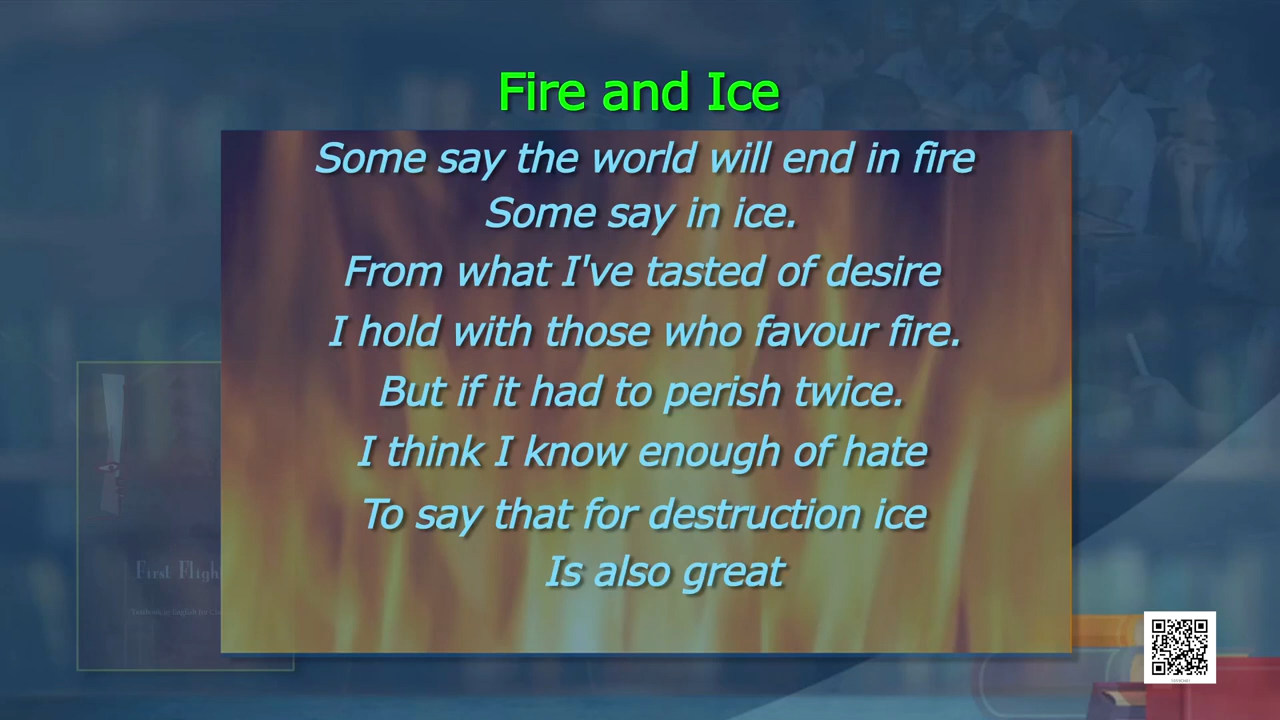 Fire and Ice
Some say the world will end in fire
Some say in ice.
From what I've tasted of desire
I hold with those who favour fire.
But if it had to perish twice.
I think I know enough of hate
To say that for destruction ice
Is also great
First Fligh